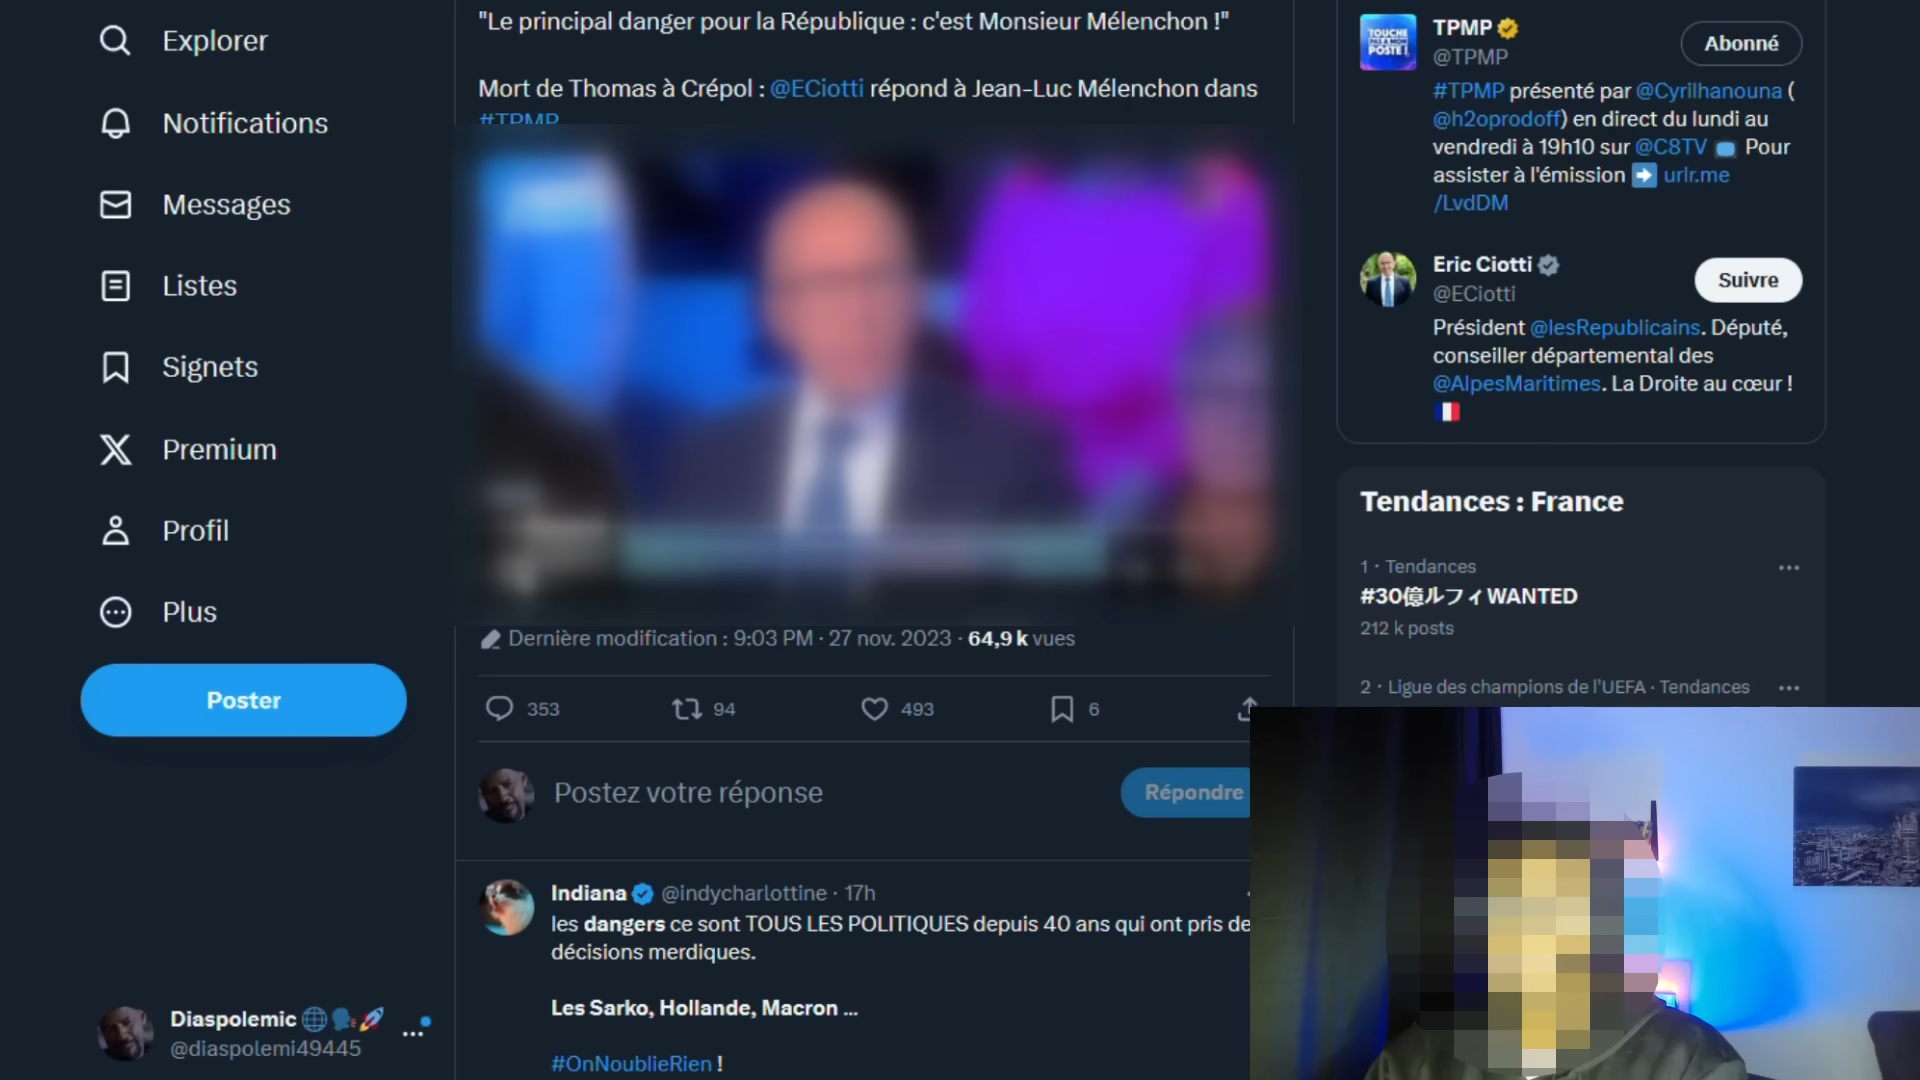 Explorer
Notifications
Messages
Listes
Signets
Premium
Profil
Plus
Poster
Diaspolemic
@diaspolemi49445
"Le principal danger pour la République : c'est Monsieur Mélenchon !"
Mort de Thomas à Crépol : @ECiotti répond à Jean-Luc Mélenchon dans
#TPMP
Dernière modification : 9:03 PM · 27 nov. 2023 · 64,9 k vues
353
94
493
6
Postez votre réponse
Répondre
Indiana @indycharlottine · 17h
les dangers ce sont TOUS LES POLITIQUES depuis 40 ans qui ont pris de
décisions merdiques.
Les Sarko, Hollande, Macron ...
#OnNoublieRien !
TOUCHE
PAS A MON
POSTE !
TPMP
@TPMP
Abonné
#TPMP présenté par @Cyrilhanouna (
@h2oprodoff) en direct du lundi au
vendredi à 19h10 sur @C8TV Pour
assister à l'émission ➡ urlr.me
/LvdDM
Eric Ciotti
@ECiotti
Suivre
Président @lesRepublicains. Député,
conseiller départemental des
@AlpesMaritimes. La Droite au cœur !
Tendances : France
1 · Tendances
#30億ルフィWANTED
212 k posts
2 · Ligue des champions de l'UEFA · Tendances